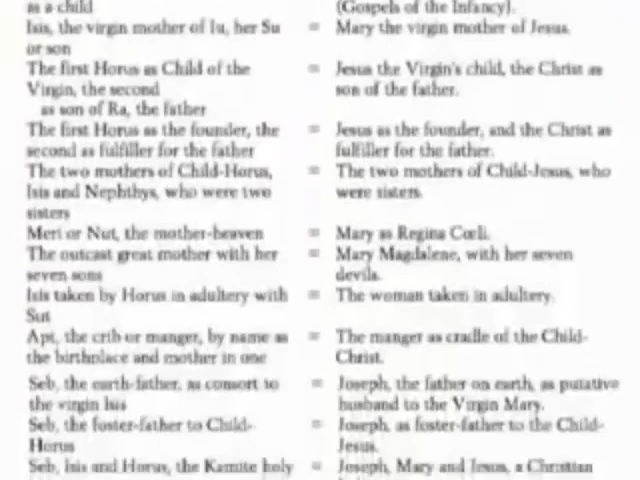 as a child
(Gospels of the Infancy).
Isis, the virgin mother of Iu, her Su
or son
= Mary the virgin mother of Jesus.
The first Horus as Child of the
Virgin, the second
as son of Ra, the father
= Jesus the Virgin's child, the Christ as
son of the father.
The first Horus as the founder, the
second as fulfiller for the father
= Jesus as the founder, and the Christ as
fulfiller for the father.
The two mothers of Child-Horus,
Isis and Nephthys, who were two
sisters
= The two mothers of Child-Jesus, who
were sisters.
Meri or Nut, the mother-heaven
= Mary as Regina Cœli.
The outcast great mother with her
seven sons
= Mary Magdalene, with her seven
devils.
Isis taken by Horus in adultery with
Sut
= The woman taken in adultery.
Apt, the crib or manger, by name as
the birthplace and mother in one
= The manger as cradle of the Child-
Christ.
Seb, the earth-father, as consort to
the virgin Isis
= Joseph, the father on earth, as putative
husband to the Virgin Mary.
Seb, the foster-father to Child-
Horus
= Joseph, as foster-father to the Child-
Jesus.
Seb, Isis and Horus, the Kamite holy
= Joseph, Mary and Jesus, a Christian